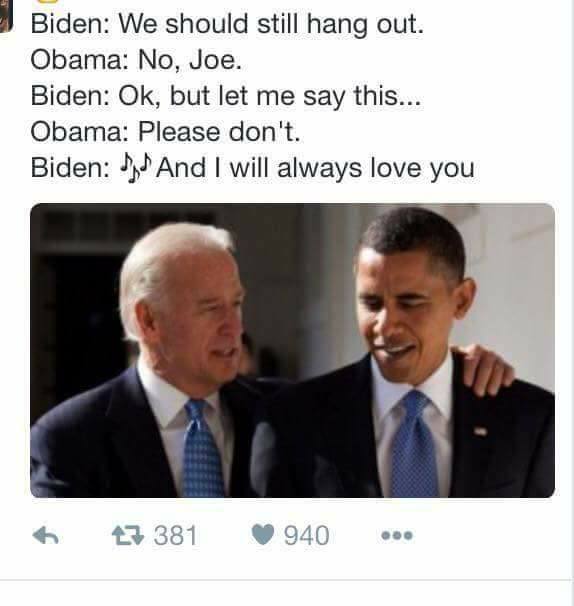 Biden: We should still hang out.
Obama: No, Joe.
Biden: Ok, but let me say this...
Obama: Please don't.
Biden: 🎶And I will always love you
381 940